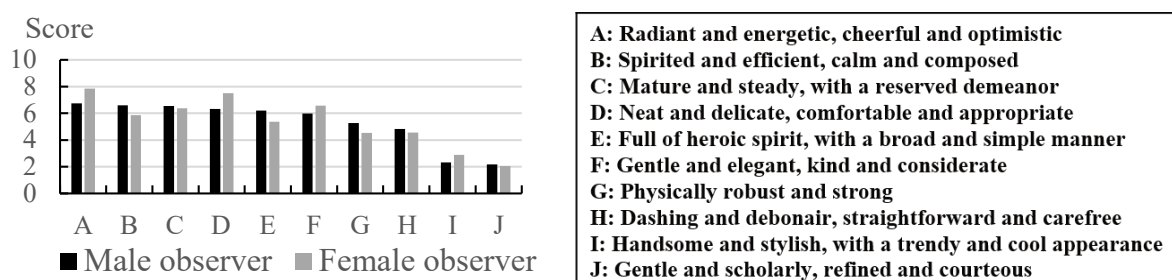 Score
10
8
6
4
2
0
A B C D E F G H I J
Male observer Female observer
A: Radiant and energetic, cheerful and optimistic
B: Spirited and efficient, calm and composed
C: Mature and steady, with a reserved demeanor
D: Neat and delicate, comfortable and appropriate
E: Full of heroic spirit, with a broad and simple manner
F: Gentle and elegant, kind and considerate
G: Physically robust and strong
H: Dashing and debonair, straightforward and carefree
I: Handsome and stylish, with a trendy and cool appearance
J: Gentle and scholarly, refined and courteous